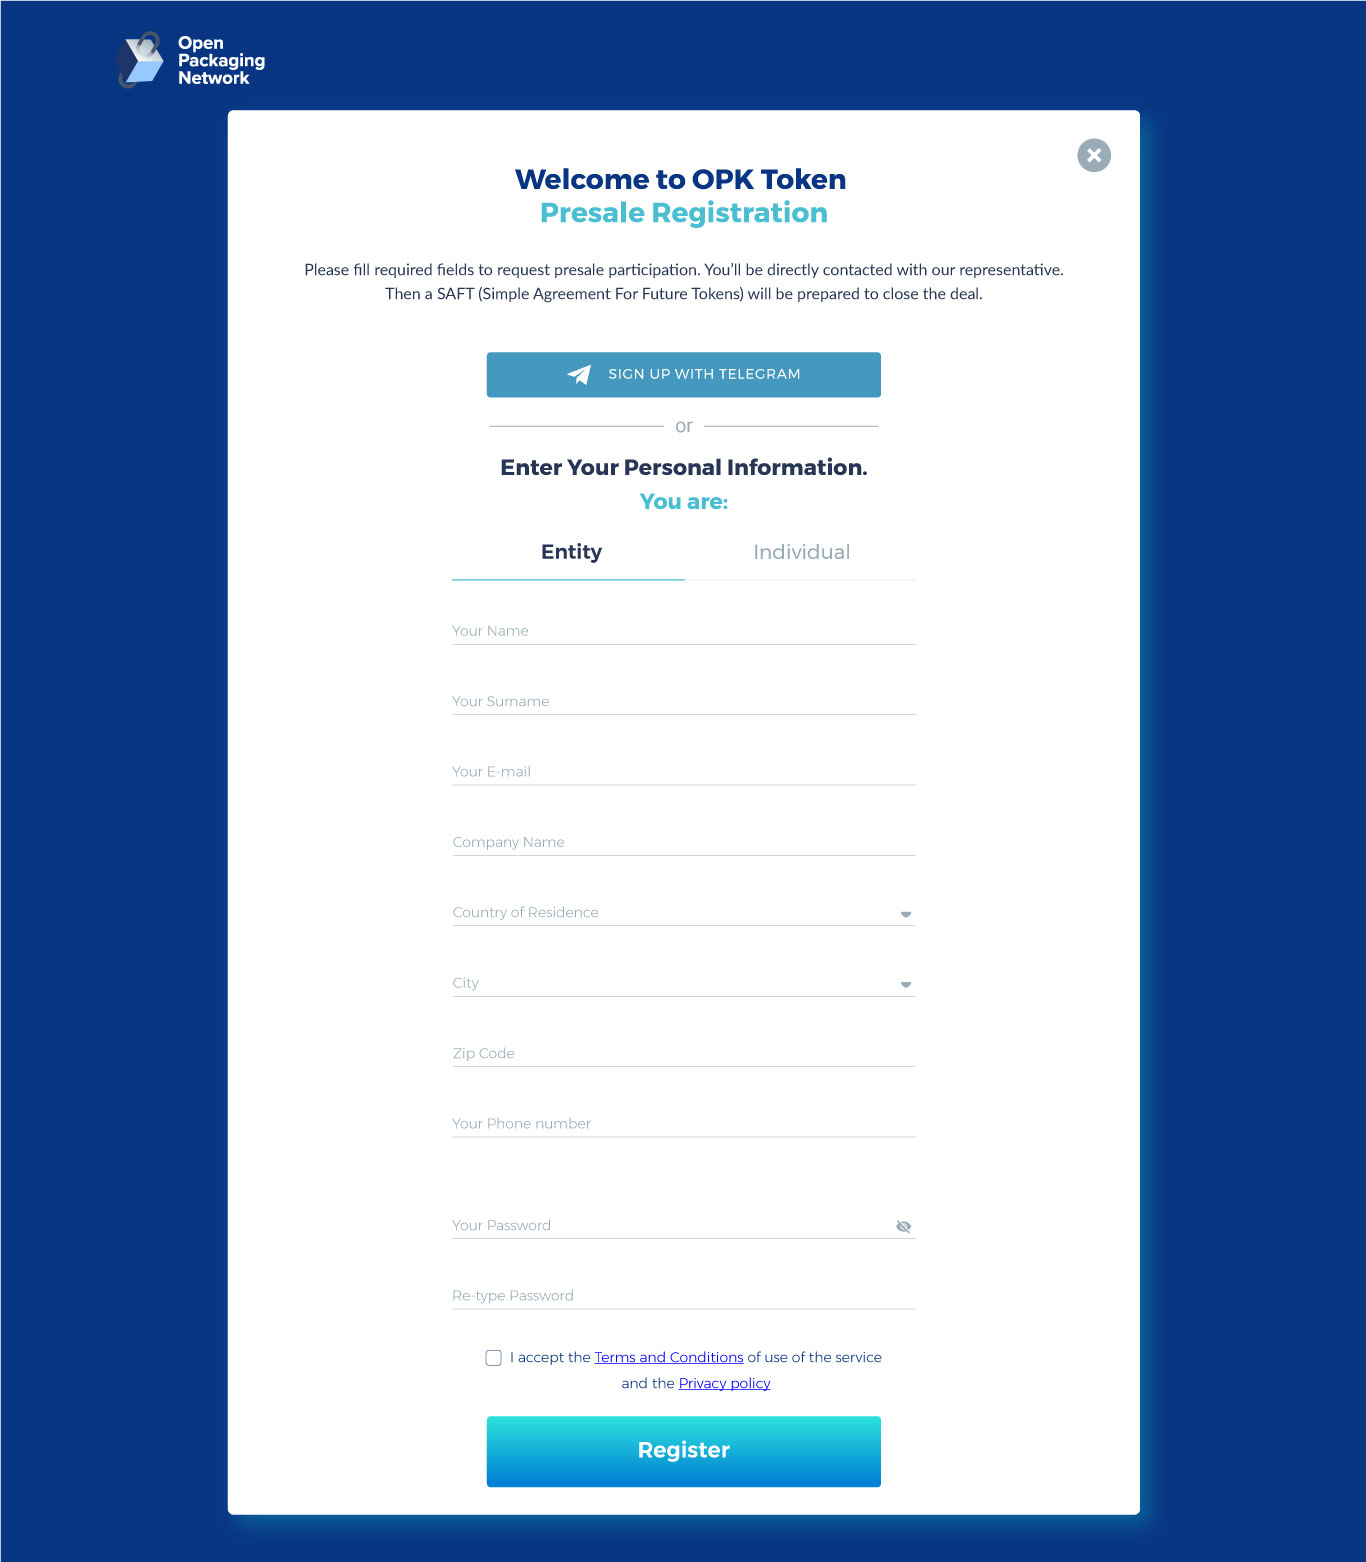 Open
Packaging
Network
Welcome to OPK Token
Presale Registration
Please fill required fields to request presale participation. You'll be directly contacted with our representative.
Then a SAFT (Simple Agreement For Future Tokens) will be prepared to close the deal.
SIGN UP WITH TELEGRAM
or
Enter Your Personal Information.
You are:
Entity Individual
Your Name
Your Surname
Your E-mail
Company Name
Country of Residence
City
Zip Code
Your Phone number
Your Password
Re-type Password
I accept the Terms and Conditions of use of the service
and the Privacy policy
Register